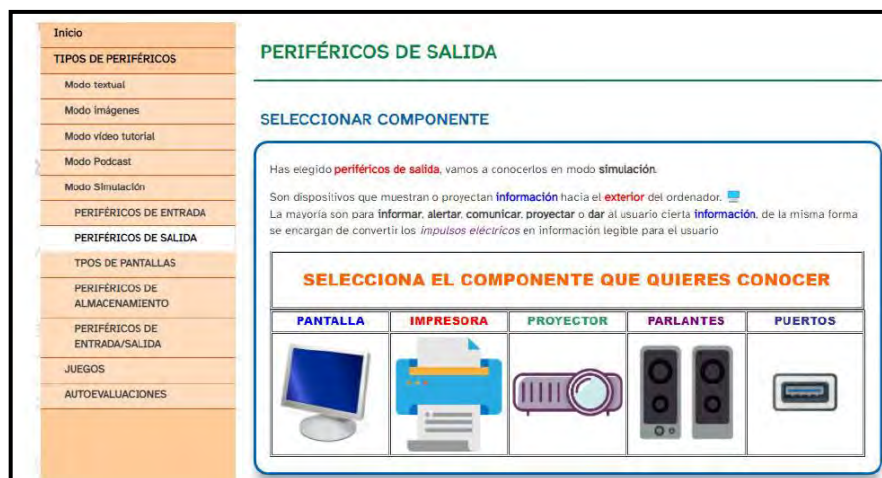 Inicio
TIPOS DE PERIFÉRICOS
Modo textual
Modo imágenes
Modo vídeo tutorial
Modo Podcast
Modo Simulación
PERIFÉRICOS DE ENTRADA
PERIFÉRICOS DE SALIDA
TPOS DE PANTALLAS
PERIFÉRICOS DE
ALMACENAMIENTO
PERIFÉRICOS DE
ENTRADA/SALIDA
JUEGOS
AUTOEVALUACIONES
PERIFÉRICOS DE SALIDA
SELECCIONAR COMPONENTE
Has elegido periféricos de salida, vamos a conocerlos en modo simulación.
Son dispositivos que muestran o proyectan información hacia el exterior del ordenador.
La mayoría son para informar, alertar, comunicar, proyectar o dar al usuario cierta información, de la misma forma
se encargan de convertir los impulsos eléctricos en información legible para el usuario
SELECCIONA EL COMPONENTE QUE QUIERES CONOCER
PANTALLA IMPRESORA PROYECTOR PARLANTES PUERTOS